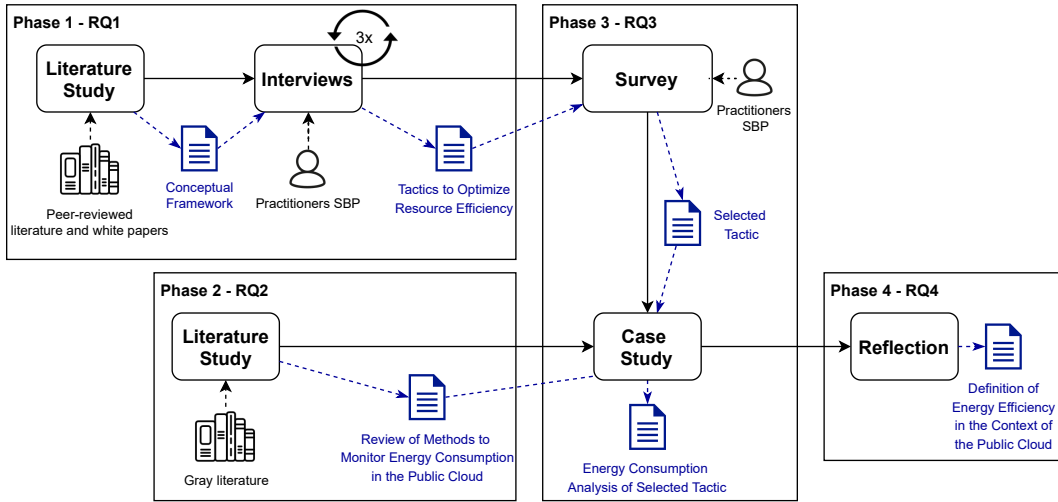 Phase 1 - RQ1
Literature
Study
Interviews
3x
Conceptual
Framework
Practitioners SBP
Tactics to Optimize
Resource Efficiency
Peer-reviewed
literature and white papers
Phase 3 - RQ3
Survey
Practitioners
SBP
Selected
Tactic
Case
Study
Energy Consumption
Analysis of Selected Tactic
Phase 2 - RQ2
Literature
Study
Gray literature
Review of Methods to
Monitor Energy Consumption
in the Public Cloud
Phase 4 - RQ4
Reflection
Definition of
Energy Efficiency
in the Context of
the Public Cloud